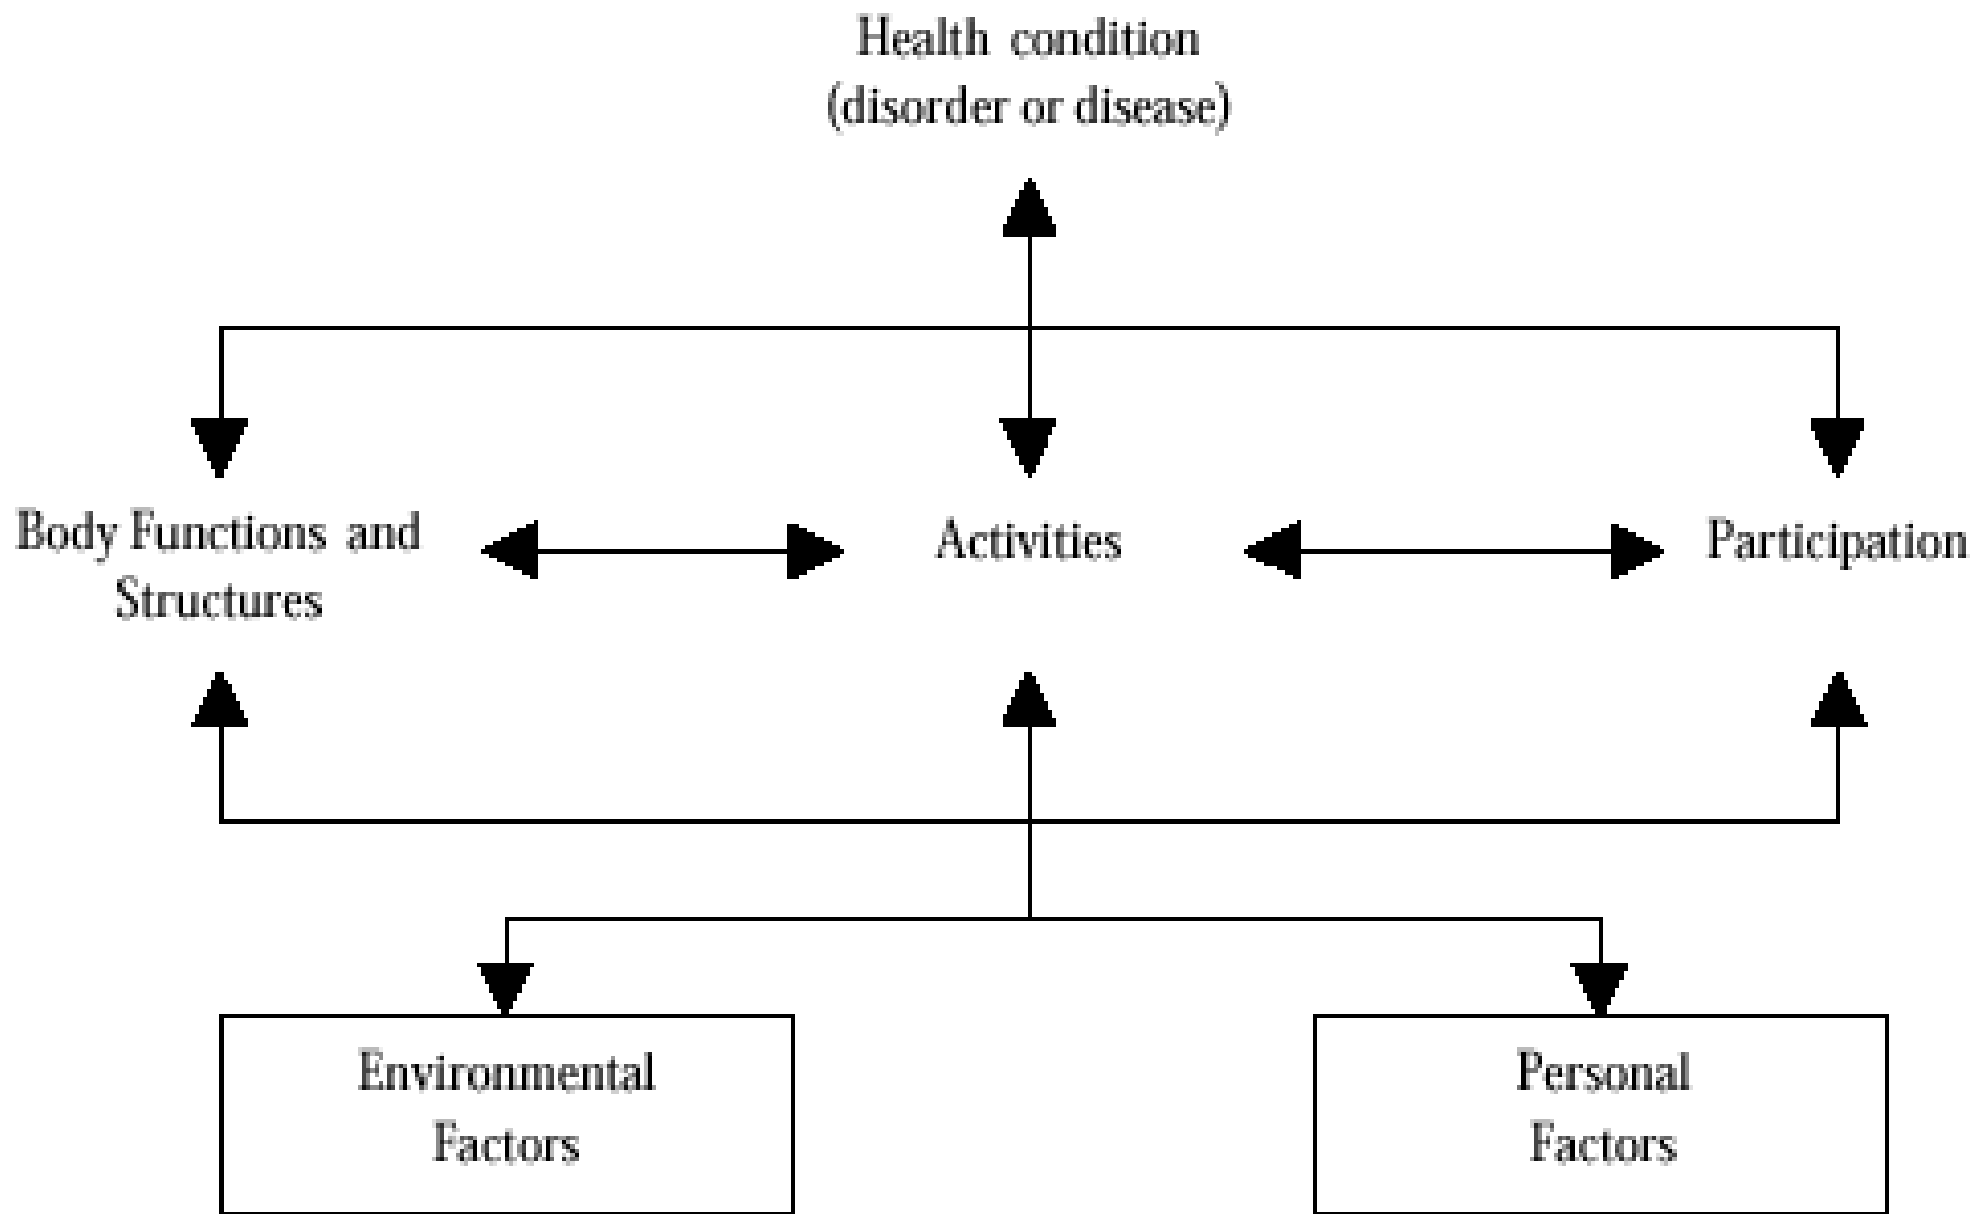 Health condition
(disorder or disease)
Body Functions and
Structures
Activities
Participation
Environmental
Factors
Personal
Factors